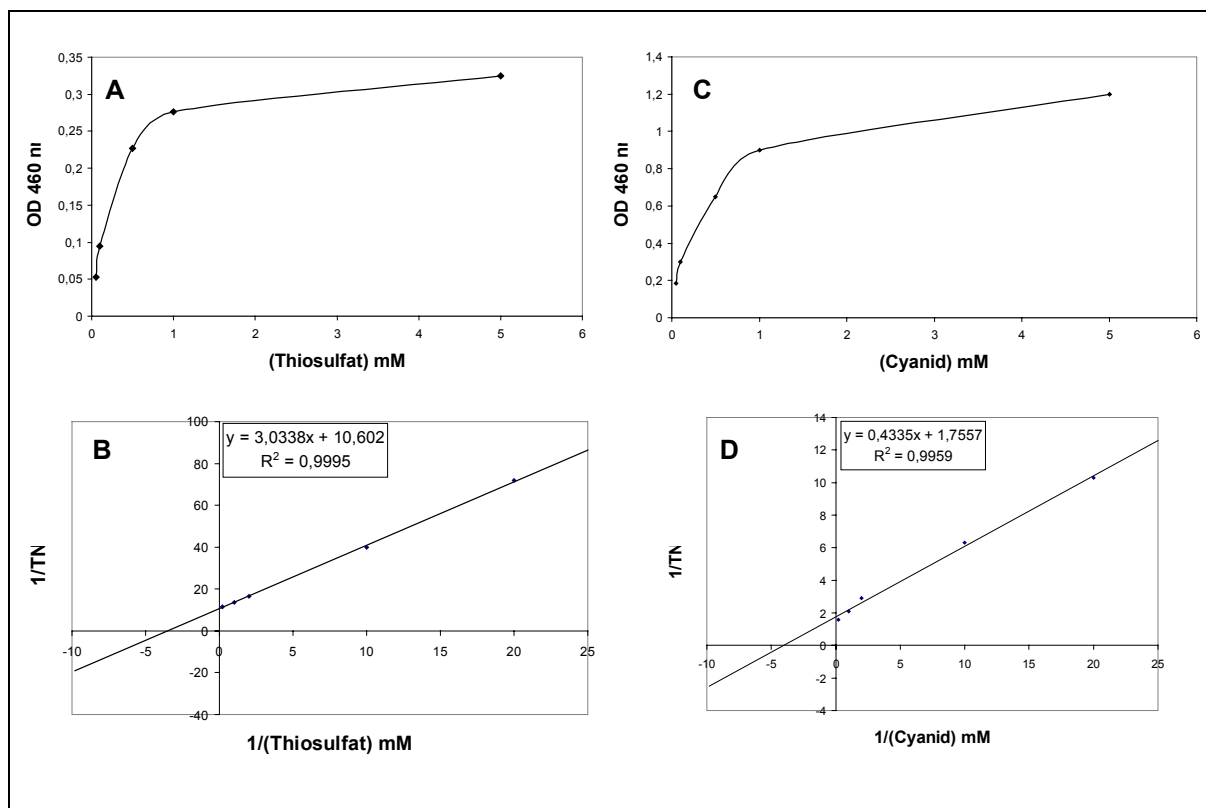 A
0,35
0,3
0,25
0,2
0,15
0,1
0,05
0
OD 460 n
0 1 2 3 4 5 6
(Thiosulfat) mM
C
1,4
1,2
1
0,8
0,6
0,4
0,2
0
OD 460 n
0 1 2 3 4 5 6
(Cyanid) mM
B
y = 3,0338x + 10,602
R² = 0,9995
100
80
60
40
20
0
-20
-40
1/TN
-10 -5 0 5 10 15 20 25
1/(Thiosulfat) mM
D
y = 0,4335x + 1,7557
R² = 0,9959
14
12
10
8
6
4
2
0
-2
-4
1/TN
-10 -5 0 5 10 15 20 25
1/(Cyanid) mM